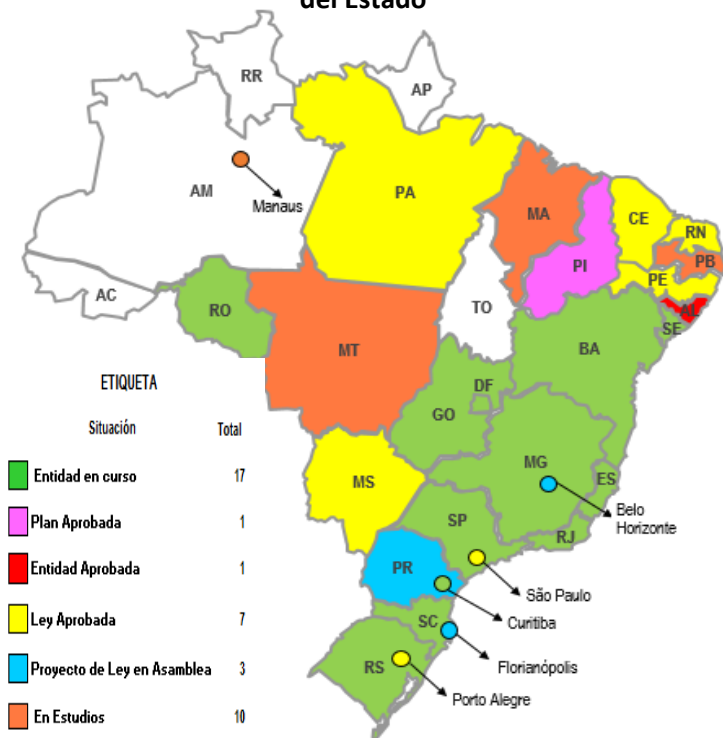 del Estado
RR
AP
AM
Manaus
PA
MA
CE
RN
PB
PI
PE
AL
SE
AC
RO
TO
BA
MT
DF
GO
MG
ES
Belo
Horizonte
MS
SP
RJ
São Paulo
PR
Curitiba
SC
Florianópolis
RS
Porto Alegre
ETIQUETA
Situación Total
Entidad en curso 17
Plan Aprobada 1
Entidad Aprobada 1
Ley Aprobada 7
Proyecto de Ley en Asamblea 3
En Estudios 10